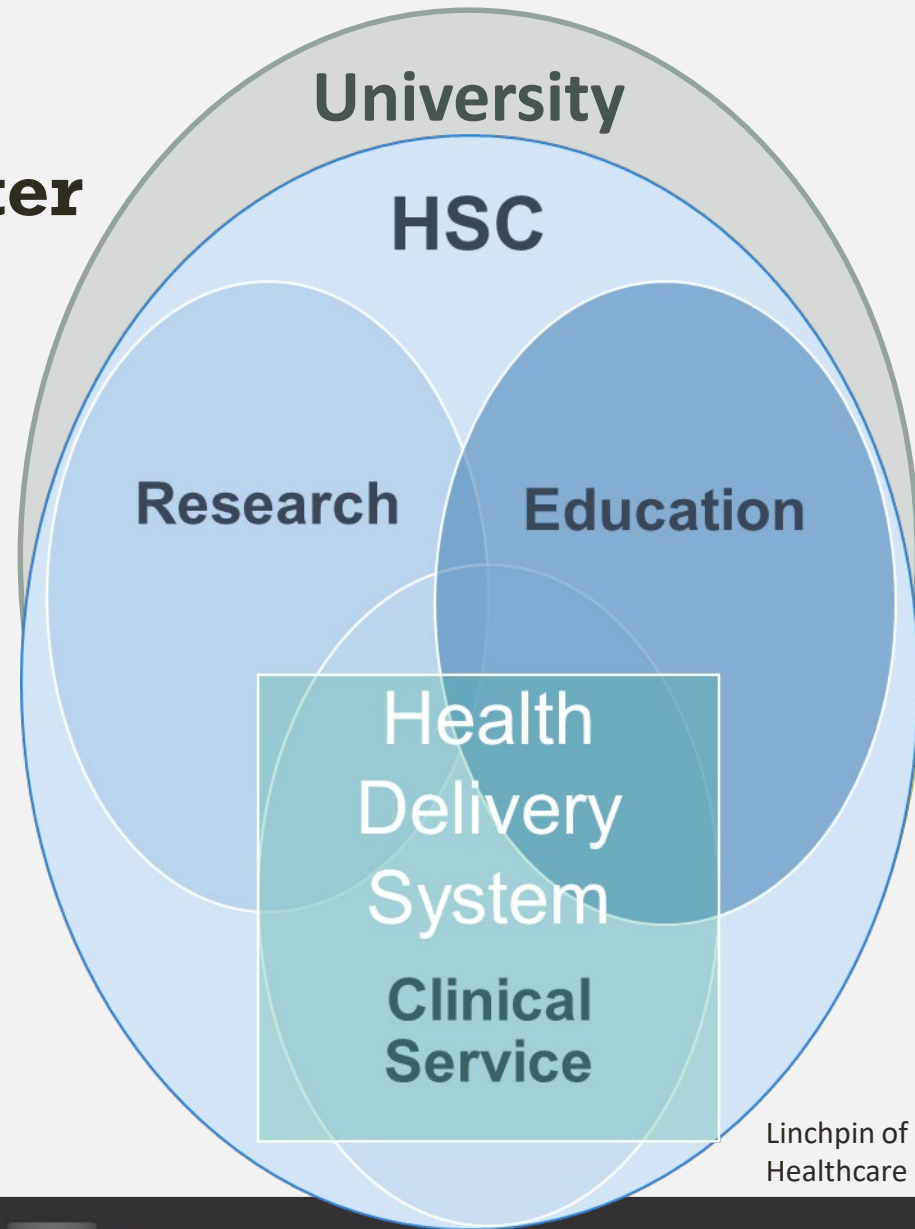 University
ter
HSC
Research
Education
Health
Delivery
System
Clinical
Service
Linchpin of
Healthcare